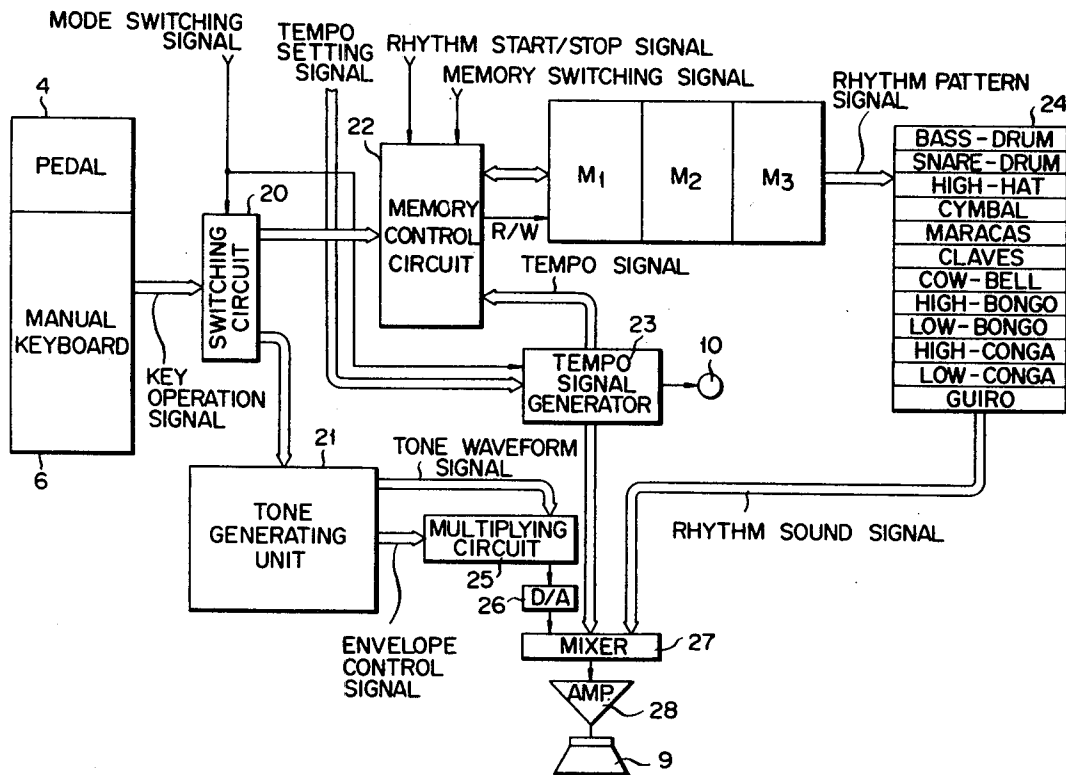 MODE SWITCHING
SIGNAL
TEMPO
SETTING
SIGNAL
RHYTHM START/STOP SIGNAL
MEMORY SWITCHING SIGNAL
RHYTHM PATTERN
SIGNAL
24
4
PEDAL
MANUAL
KEYBOARD
6
KEY
OPERATION
SIGNAL
20
SWITCHING
CIRCUIT
22
MEMORY
CONTROL
CIRCUIT
R/W
M1
M2
M3
BASS-DRUM
SNARE-DRUM
HIGH-HAT
CYMBAL
MARACAS
CLAVES
COW-BELL
HIGH-BONGO
LOW-BONGO
HIGH-CONGA
LOW-CONGA
GUIRO
TEMPO SIGNAL
23
TEMPO
SIGNAL
GENERATOR
10
21
TONE
GENERATING
UNIT
TONE WAVEFORM
SIGNAL
MULTIPLYING
CIRCUIT
25
RHYTHM SOUND SIGNAL
26
D/A
ENVELOPE
CONTROL
SIGNAL
MIXER
27
AMP.
28
9